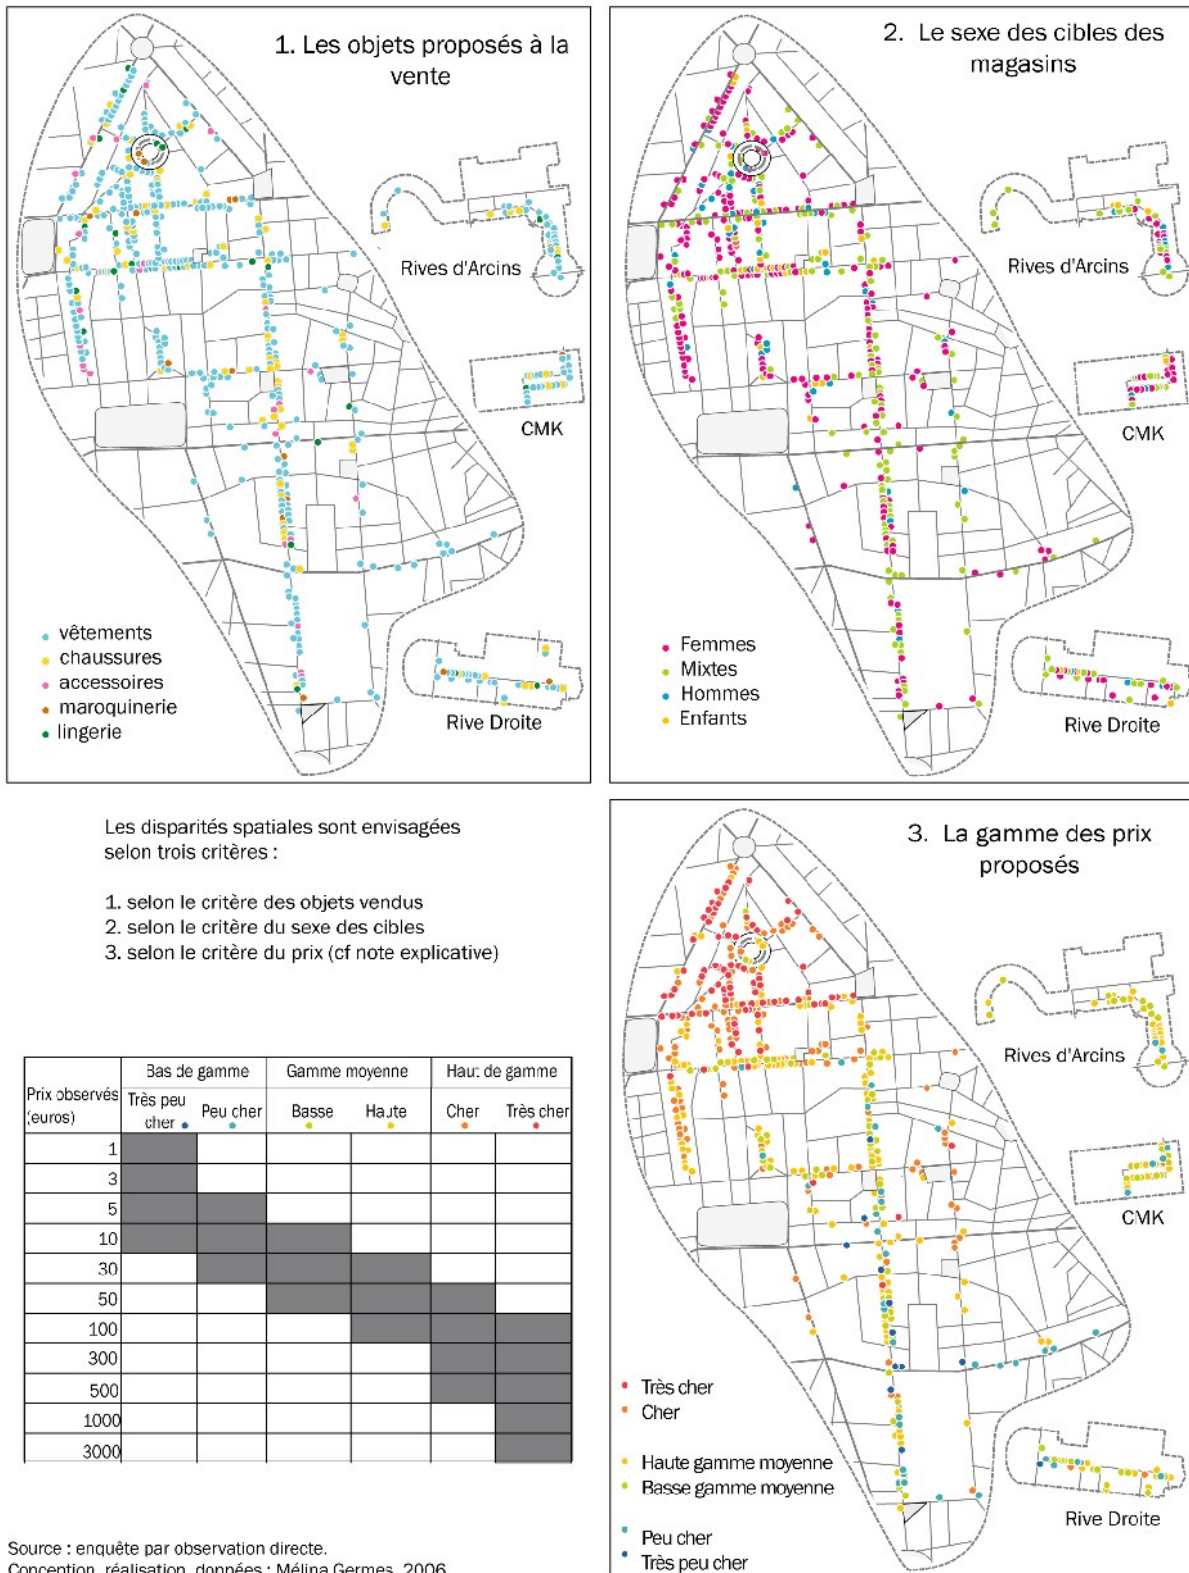 1. Les objets proposés à la
vente
Rives d'Arcins
CMK
vêtements
chaussures
accessoires
maroquinerie
lingerie
Rive Droite
2. Le sexe des cibles des
magasins
Rives d'Arcins
CMK
Femmes
Mixtes
Hommes
Enfants
Rive Droite
Les disparités spatiales sont envisagées
selon trois critères :
1. selon le critère des objets vendus
2. selon le critère du sexe des cibles
3. selon le critère du prix (cf note explicative)
Prix observés
(euros)
Bas de gamme
Gamme moyenne
Haut de gamme
Très peu
cher
Peu cher
Basse
Haute
Cher
Très cher
1
3
5
10
30
50
100
300
500
1000
3000
3. La gamme des prix
proposés
Rives d'Arcins
CMK
Très cher
Cher
Haute gamme moyenne
Basse gamme moyenne
Peu cher
Très peu cher
Rive Droite
Source : enquête par observation directe.
Conception, réalisation, données : Mélina Germes, 2006